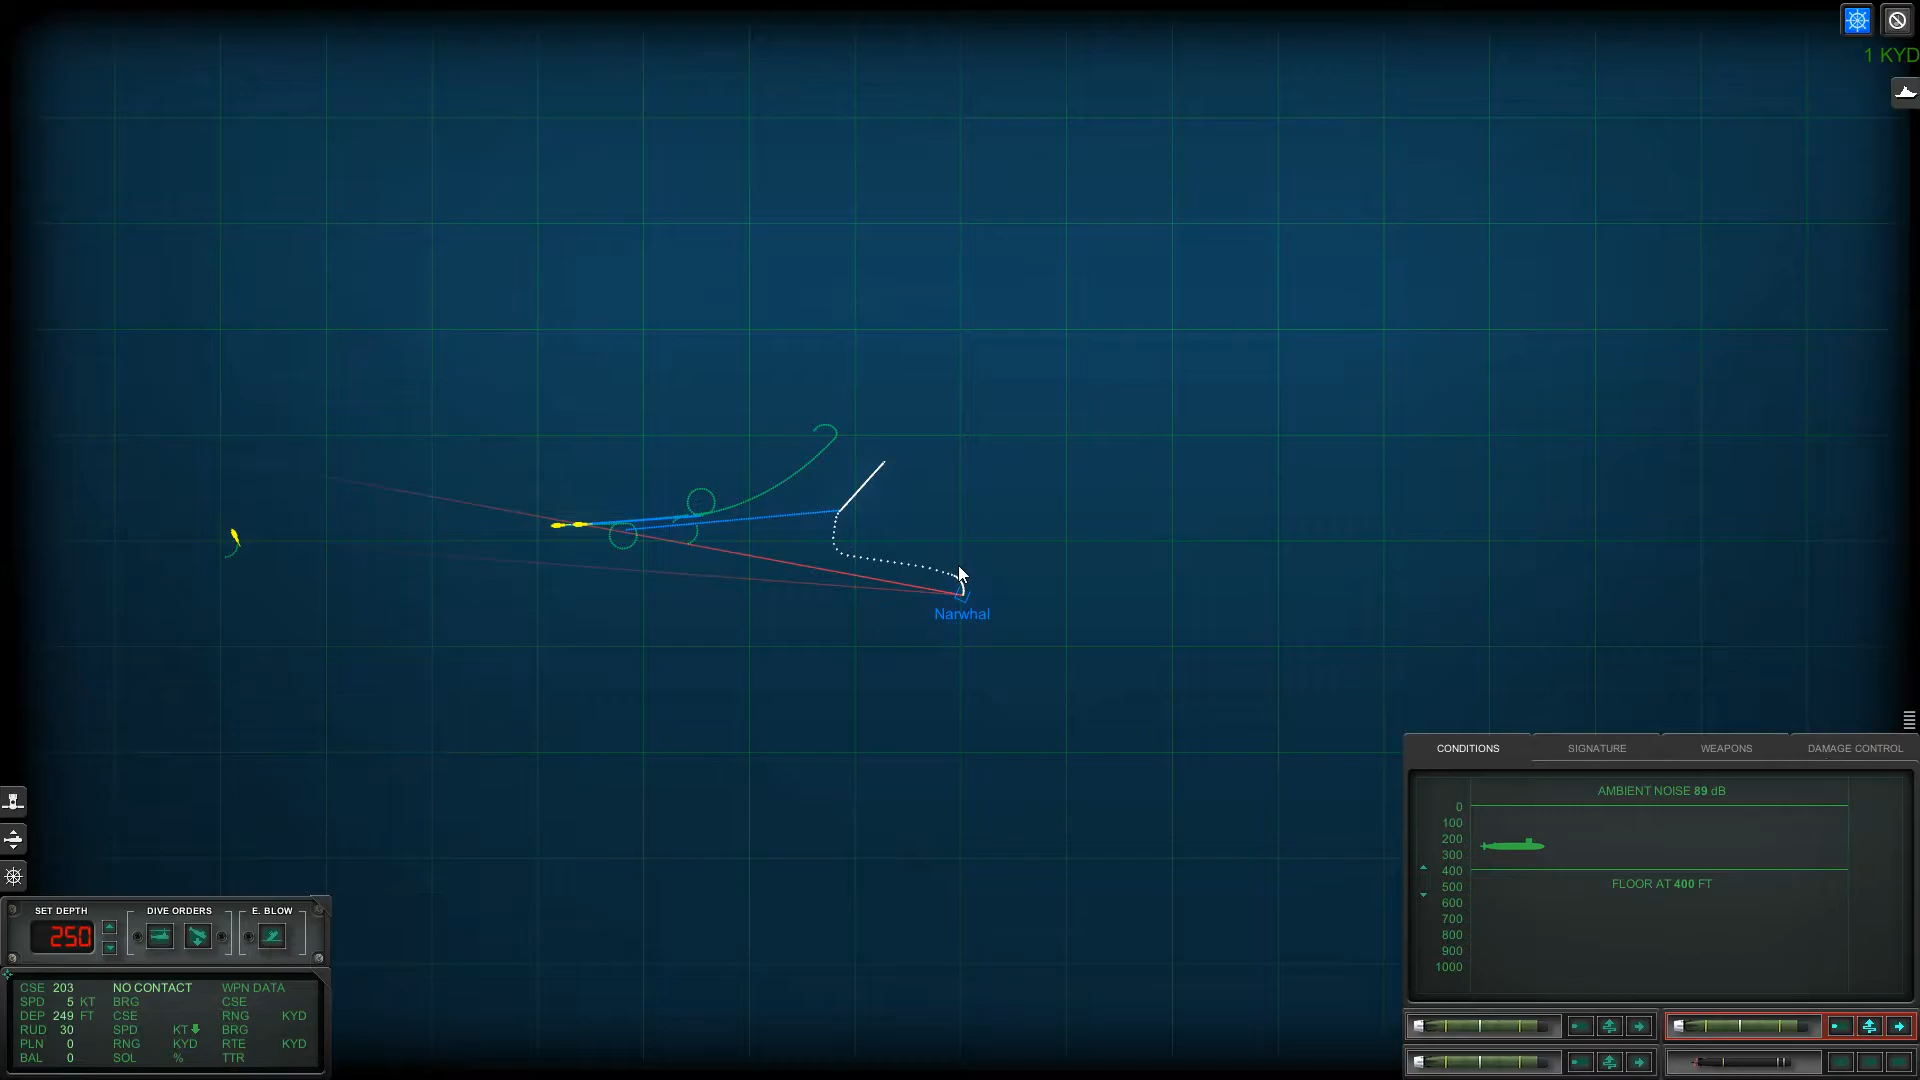 1 KYD
Narwhal
CONDITIONS SIGNATURE WEAPONS DAMAGE CONTROL
AMBIENT NOISE 89 dB
0
100
200
300
400
500
600
700
800
900
1000
FLOOR AT 400 FT
SET DEPTH DIVE ORDERS E. BLOW
250
CSE 203 NO CONTACT WPN DATA
SPD 5 KT BRG CSE
DEP 249 FT CSE RNG KYD
RUD 30 SPD KT BRG
PLN 0 RNG KYD RTE KYD
BAL 0 SOL % TTR